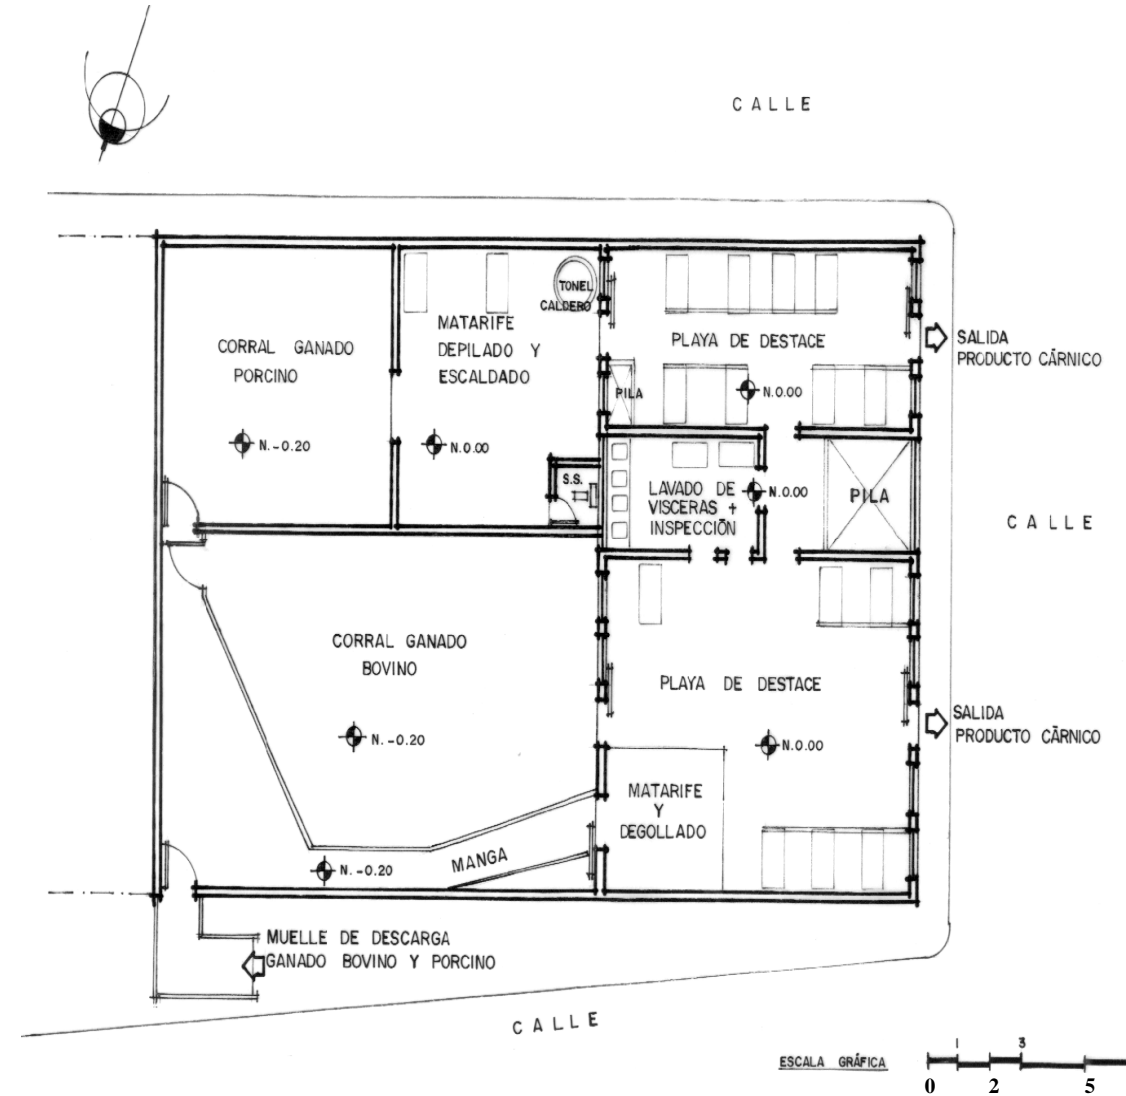 CALLE
TONEL
CALDERO
MATARIFE
DEPILADO Y
ESCALDADO
CORRAL GANADO
PORCINO
PLAYA DE DESTACE
SALIDA
PRODUCTO CÁRNICO
PILA
N.0.00
N.-0.20
N.0.00
S.S.
LAVADO DE
VISCERAS +
INSPECCIÓN
N.0.00
PILA
CALLE
CORRAL GANADO
BOVINO
N.-0.20
PLAYA DE DESTACE
SALIDA
PRODUCTO CĀRNICO
N.0.00
MATARIFE
Y
DEGOLLADO
MANGA
N.-0.20
MUELLE DE DESCARGA
GANADO BOVINO Y PORCINO
CALLE
ESCALA GRÁFICA
1 3
0 2 5